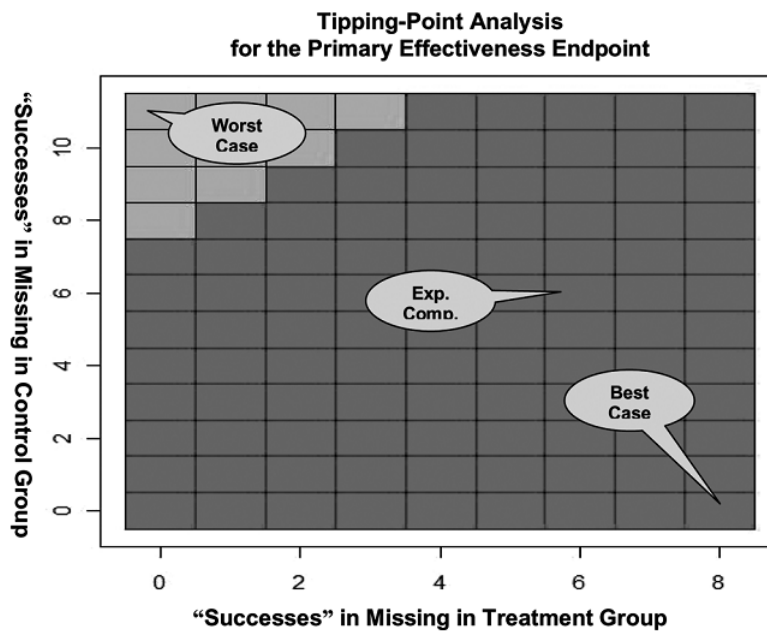 Tipping-Point Analysis
for the Primary Effectiveness Endpoint
“Successes” in Missing in Control Group
10
8
6
4
2
0
Worst
Case
Exp.
Comp.
Best
Case
0 2 4 6 8
“Successes” in Missing in Treatment Group